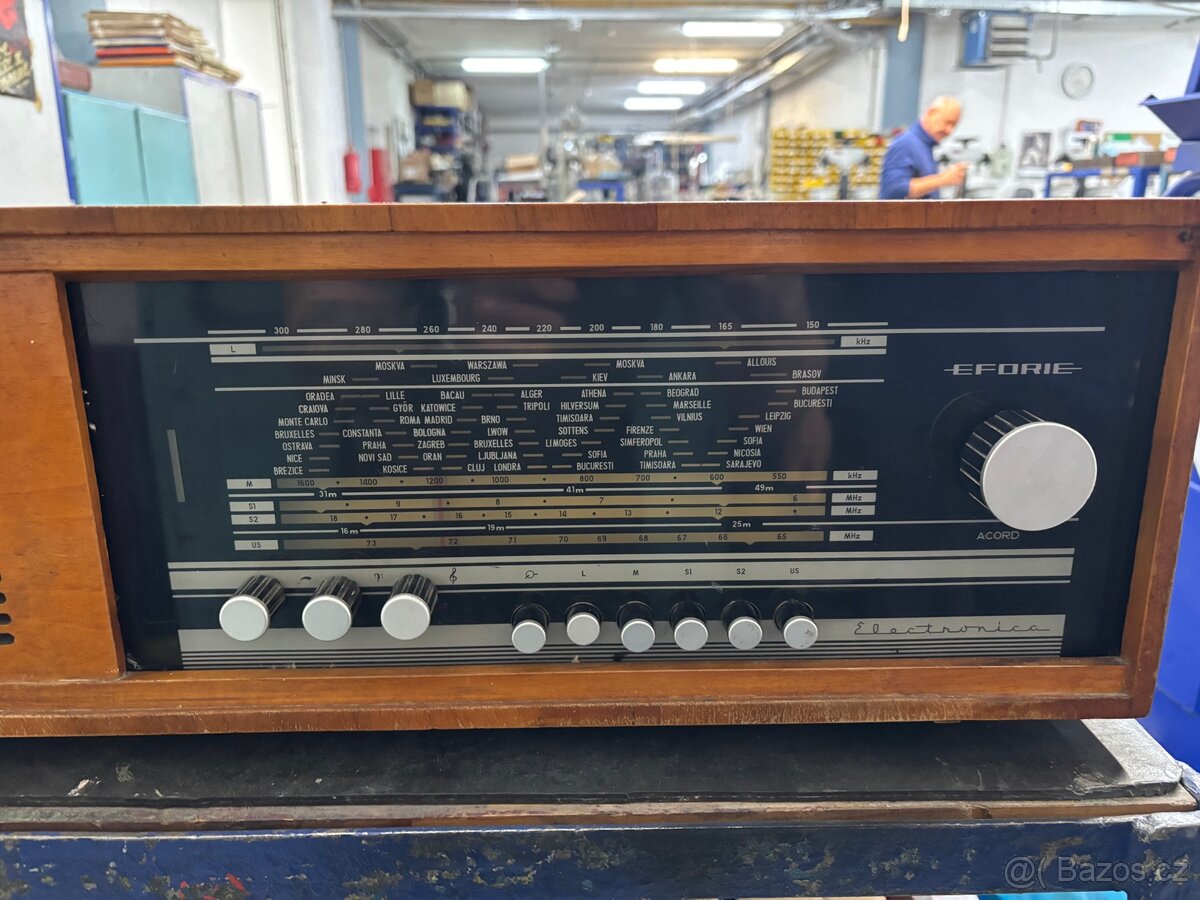 300 280 260 240 220 200 180 165 150
L kHz
MOSKVA WARSZAWA MOSKVA ALLOUIS
MINSK LUXEMBOURG KIEV ANKARA BRASOV
EFORIE
ORADEA LILLE BACAU ALGER ATHENA BEOGRAD BUDAPEST
CRAIOVA GYÖR KATOWICE TRIPOLI HILVERSUM MARSEILLE BUCURESTI
MONTE CARLO ROMA MADRID BRNO TIMISOARA VILNIUS LEIPZIG
BRUXELLES CONSTANTA BOLOGNA LWOW SOTTENS FIRENZE WIEN
OSTRAVA PRAHA ZAGREB BRUXELLES LIMOGES SIMFEROPOL SOFIA
NICE NOVI SAD ORAN LJUBLJANA SOFIA PRAHA NICOSIA
BREZICE KOSICE CLUJ LONDRA BUCURESTI TIMISOARA SARAJEVO
M 1600 1400 1200 1000 800 700 600 550 kHz
31m 41m 49m
S1 9 8 7 6 MHz
S2 18 17 16 15 14 13 12 MHz
16m 19m 25m
US 73 72 71 70 69 68 67 66 65 MHz
ACORD
L M S1 S2 US
Electronica
@( Bazos.cz